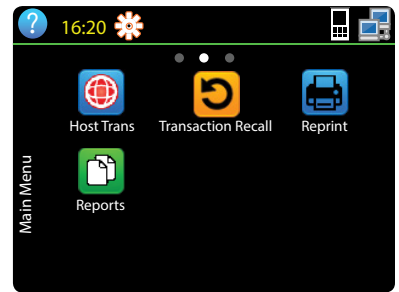 ?
16:20
Host Trans
Transaction Recall
Reprint
Reports
Main Menu